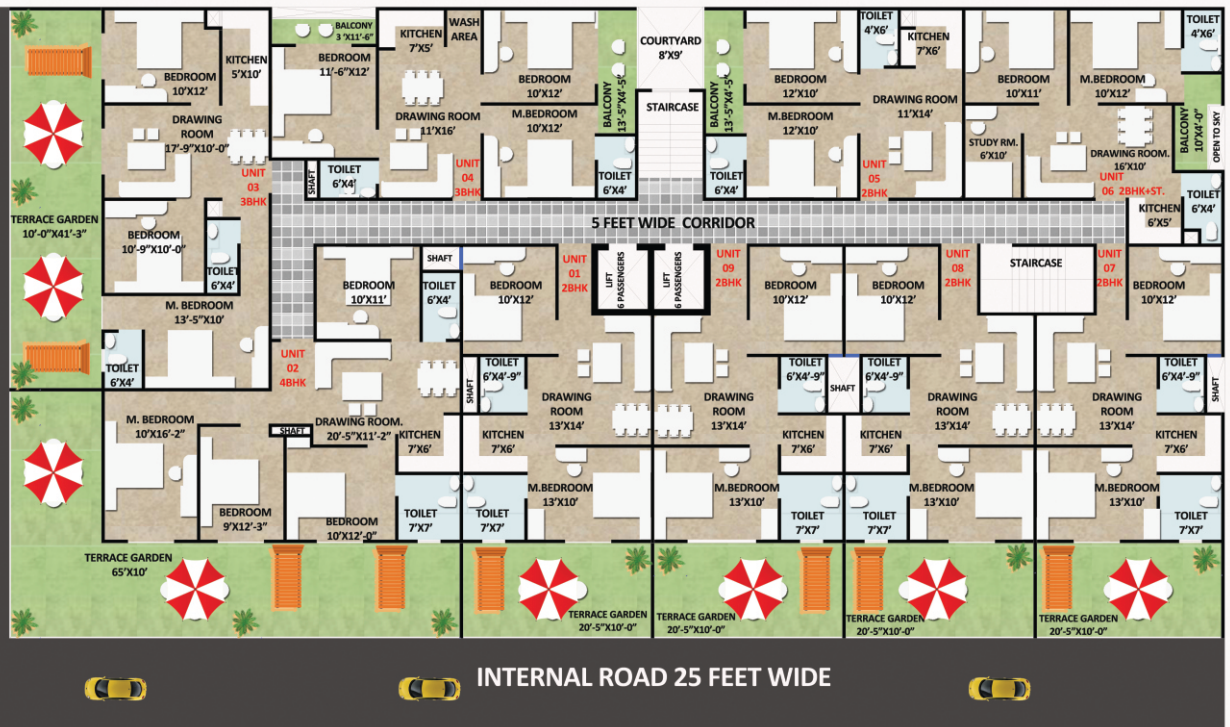 BEDROOM
10'X12'
KITCHEN
5'X10'
DRAWING
ROOM
17'-9"X10'-0"
UNIT
03
3BHK
TERRACE GARDEN
10'-0"X41'-3"
BEDROOM
10'-9"X10'-0"
TOILET
6'X4'
M. BEDROOM
13'-5"X10'
TOILET
6'X4'
BALCONY
3 'X11'-6"
BEDROOM
11'-6"X12'
KITCHEN
7'X5'
WASH
AREA
DRAWING ROOM
11'X16'
BEDROOM
10'X12'
M.BEDROOM
10'X12'
BALCONY
13'-5"X4'-5'
UNIT
04
3BHK
SHAFT
TOILET
6'X4'
TOILET
6'X4'
COURTYARD
8'X9'
STAIRCASE
BALCONY
13'-5"X4'-5'
TOILET
6'X4'
BEDROOM
12'X10'
M.BEDROOM
12'X10'
TOILET
4'X6'
KITCHEN
7'X6'
DRAWING ROOM
11'X14'
UNIT
05
2BHK
BEDROOM
10'X11'
M.BEDROOM
10'X12'
TOILET
4'X6'
STUDY RM.
6'X10'
DRAWING ROOM.
16'X10'
BALCONY
10'X4'-0"
OPEN TO SKY
UNIT
06 2BHK+ST.
KITCHEN
6'X5'
TOILET
6'X4'
5 FEET WIDE CORRIDOR
BEDROOM
10'X11'
SHAFT
TOILET
6'X4'
UNIT
02
4BHK
M. BEDROOM
10'X16'-2"
BEDROOM
9'X12'-3"
SHAFT
DRAWING ROOM.
20'-5"X11'-2"
KITCHEN
7'X6'
BEDROOM
10'X12'-0"
TOILET
7'X7'
TERRACE GARDEN
65'X10'
BEDROOM
10'X12'
UNIT
01
2BHK
LIFT
6 PASSENGERS
SHAFT
TOILET
6'X4'-9"
DRAWING
ROOM
13'X14'
KITCHEN
7'X6'
M.BEDROOM
13'X10'
TOILET
7'X7'
TERRACE GARDEN
20'-5"X10'-0"
LIFT
6 PASSENGERS
UNIT
09
2BHK
BEDROOM
10'X12'
TOILET
6'X4'-9"
DRAWING
ROOM
13'X14'
KITCHEN
7'X6'
M.BEDROOM
13'X10'
TOILET
7'X7'
TERRACE GARDEN
20'-5"X10'-0"
SHAFT
BEDROOM
10'X12'
UNIT
08
2BHK
TOILET
6'X4'-9"
DRAWING
ROOM
13'X14'
KITCHEN
7'X6'
M.BEDROOM
13'X10'
TOILET
7'X7'
TERRACE GARDEN
20'-5"X10'-0"
STAIRCASE
UNIT
07
2BHK
BEDROOM
10'X12'
TOILET
6'X4'-9"
SHAFT
DRAWING
ROOM
13'X14'
KITCHEN
7'X6'
M.BEDROOM
13'X10'
TOILET
7'X7'
TERRACE GARDEN
20'-5"X10'-0"
INTERNAL ROAD 25 FEET WIDE